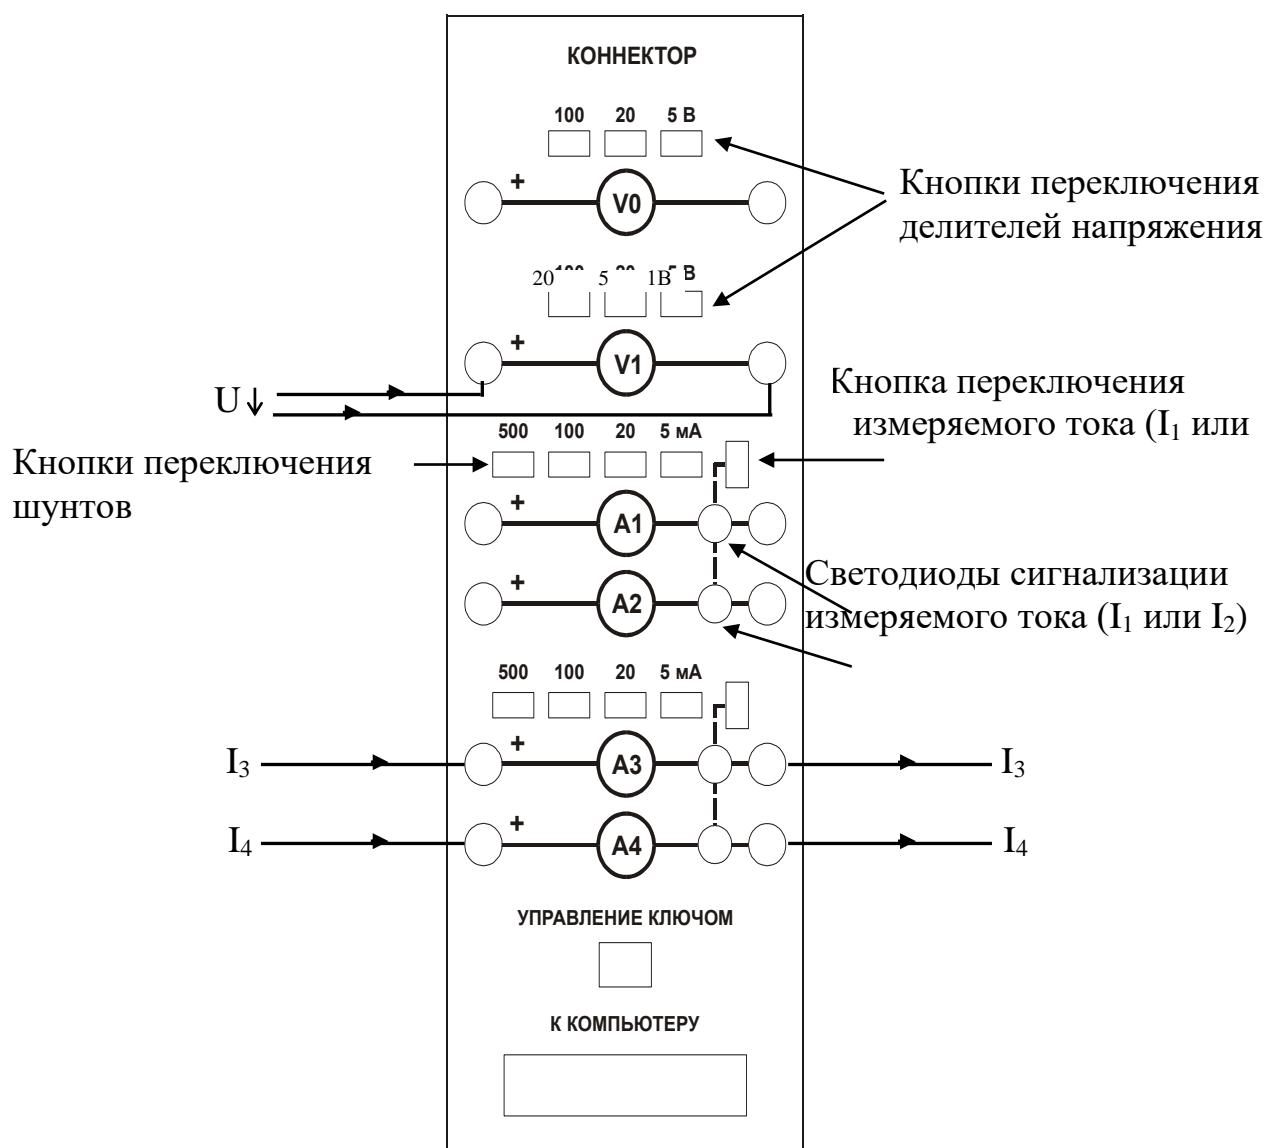 КОННЕКТОР
100 20 5 В
+ V0
Кнопки переключения
делителей напряжения
20 5 1В В
+ V1
U
Кнопка переключения
измеряемого тока (I₁ или
500 100 20 5 мА
Кнопки переключения
шунтов
+ A1
Светодиоды сигнализации
измеряемого тока (I₁ или I₂)
+ A2
500 100 20 5 мА
I₃ + A3 I₃
I₄ + A4 I₄
УПРАВЛЕНИЕ КЛЮЧОМ
К КОМПЬЮТЕРУ